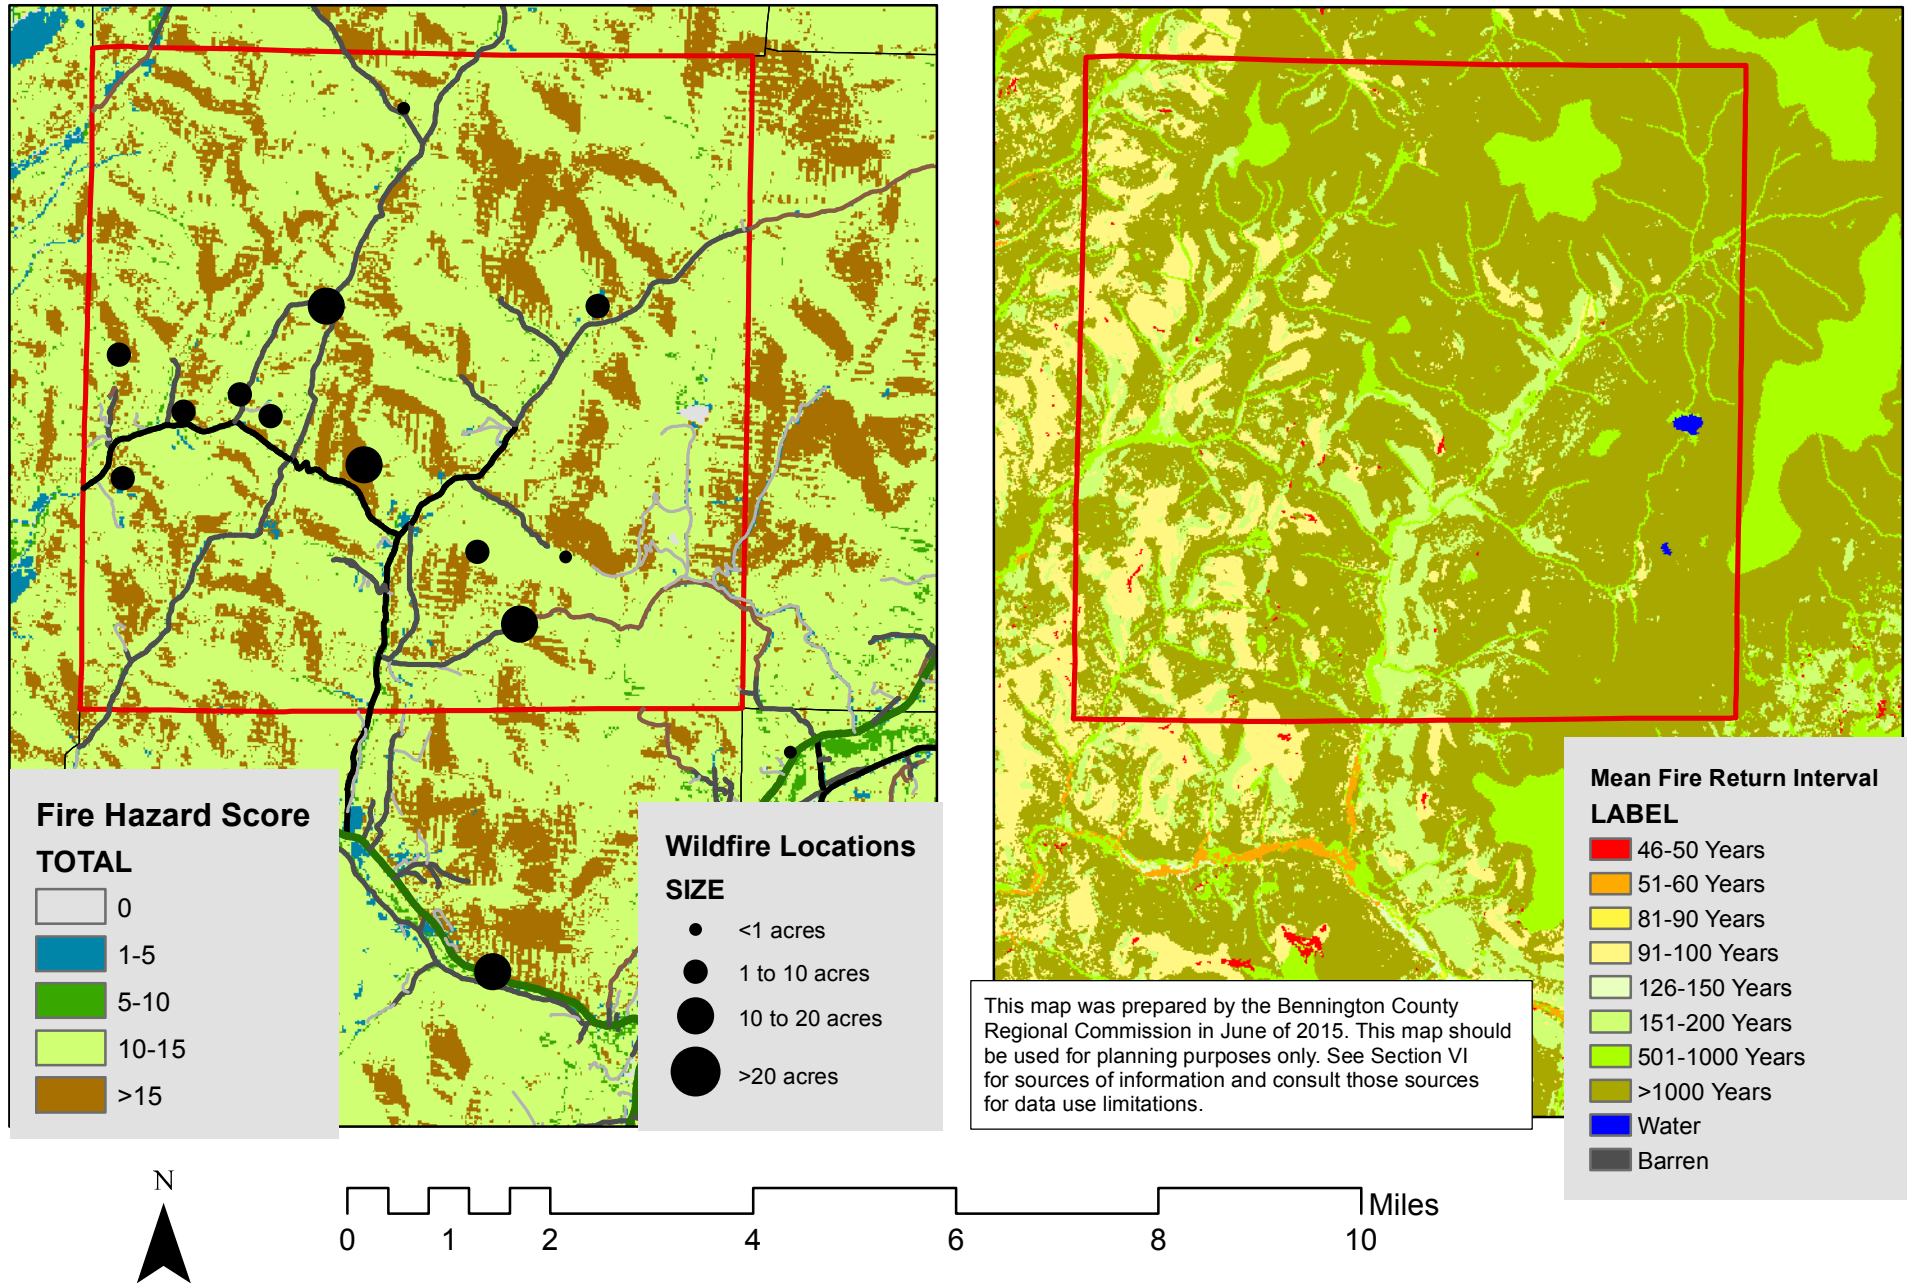 Fire Hazard Score
TOTAL
0
1-5
5-10
10-15
>15
Wildfire Locations
SIZE
<1 acres
1 to 10 acres
10 to 20 acres
>20 acres
This map was prepared by the Bennington County
Regional Commission in June of 2015. This map should
be used for planning purposes only. See Section VI
for sources of information and consult those sources
for data use limitations.
Mean Fire Return Interval
LABEL
46-50 Years
51-60 Years
81-90 Years
91-100 Years
126-150 Years
151-200 Years
501-1000 Years
>1000 Years
Water
Barren
N
Miles
0 1 2 4 6 8 10